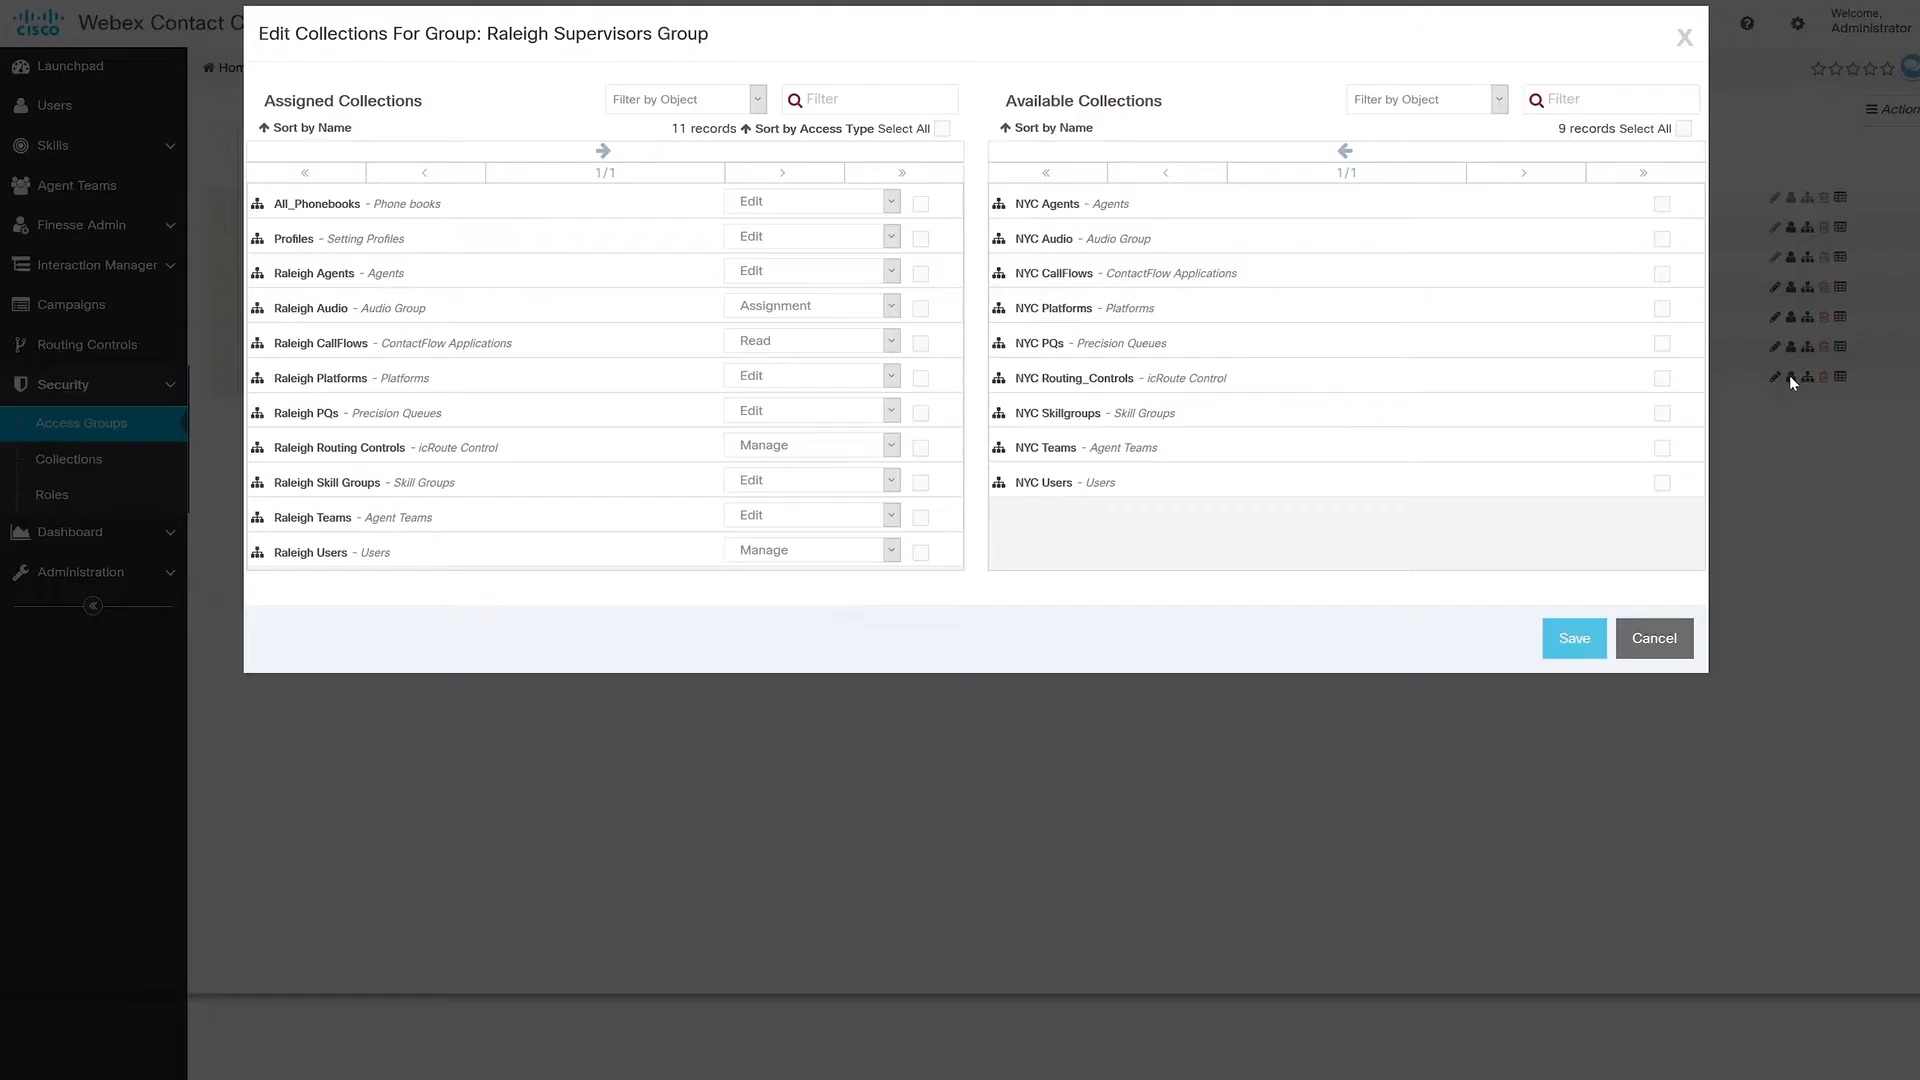 CISCO
Webex Contact C
Welcome,
Administrator
Launchpad
Users
Skills
Agent Teams
Finesse Admin
Interaction Manager
Campaigns
Routing Controls
Security
Access Groups
Collections
Roles
Dashboard
Administration
Hom
Action
Edit Collections For Group: Raleigh Supervisors Group
X
Assigned Collections
Filter by Object
Filter
Sort by Name
11 records Sort by Access Type Select All
« < 1/1 > »
All_Phonebooks - Phone books Edit
Profiles - Setting Profiles Edit
Raleigh Agents - Agents Edit
Raleigh Audio - Audio Group Assignment
Raleigh CallFlows - ContactFlow Applications Read
Raleigh Platforms - Platforms Edit
Raleigh PQs - Precision Queues Edit
Raleigh Routing Controls - icRoute Control Manage
Raleigh Skill Groups - Skill Groups Edit
Raleigh Teams - Agent Teams Edit
Raleigh Users - Users Manage
Available Collections
Filter by Object
Filter
Sort by Name
9 records Select All
« < 1/1 > »
NYC Agents - Agents
NYC Audio - Audio Group
NYC CallFlows - ContactFlow Applications
NYC Platforms - Platforms
NYC PQs - Precision Queues
NYC Routing_Controls - icRoute Control
NYC Skillgroups - Skill Groups
NYC Teams - Agent Teams
NYC Users - Users
Save
Cancel